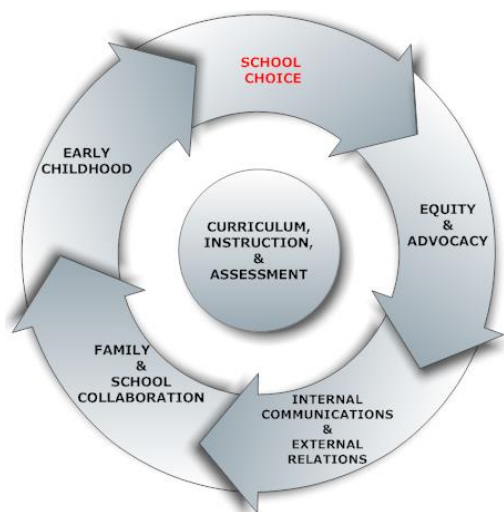 SCHOOL
CHOICE
EQUITY
&
ADVOCACY
INTERNAL
COMMUNICATIONS
&
EXTERNAL
RELATIONS
FAMILY
&
SCHOOL
COLLABORATION
EARLY
CHILDHOOD
CURRICULUM,
INSTRUCTION,
&
ASSESSMENT